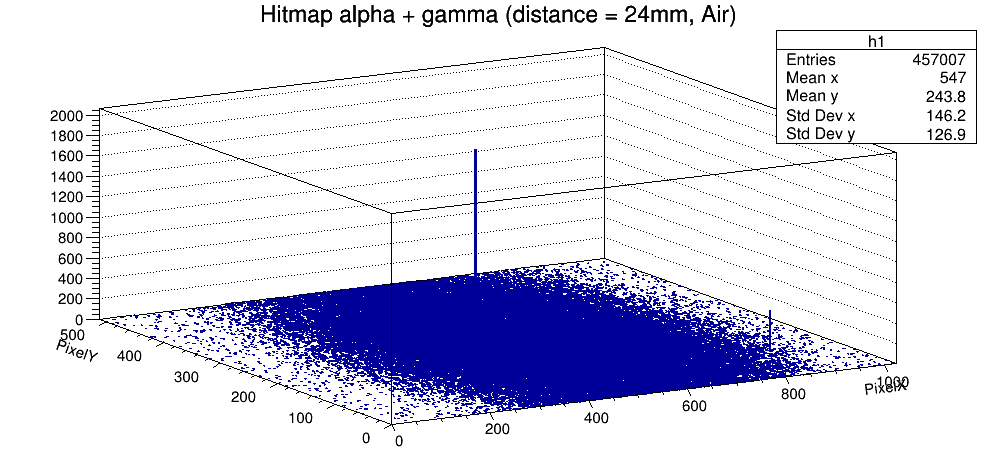 Hitmap alpha + gamma (distance = 24mm, Air)
h1
Entries 457007
Mean x 547
Mean y 243.8
Std Dev x 146.2
Std Dev y 126.9
2000
1800
1600
1400
1200
1000
800
600
400
200
0
500
PixelY
400
300
200
100
0
0
200
400
600
800
1000
PixelX